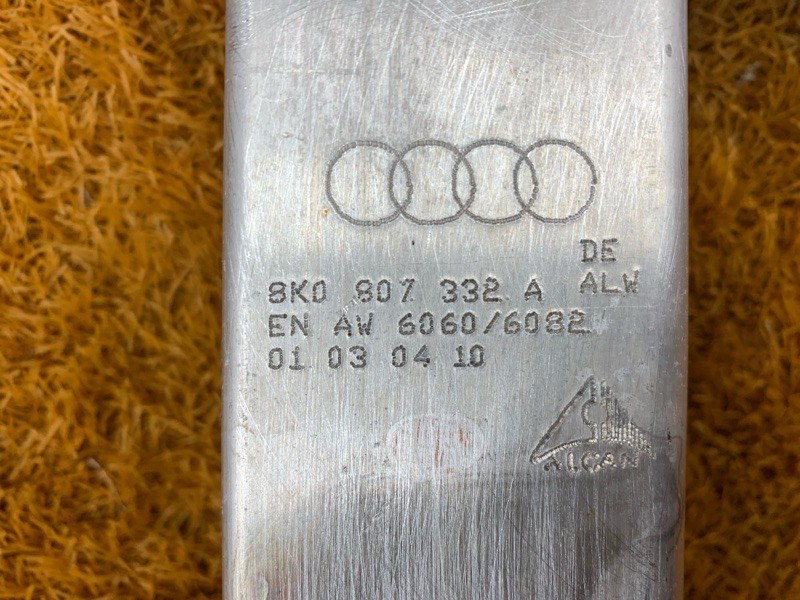 DE
8K0 807 332 A ALW
EN AW 6060/6082
01 03 04 10
ALCAN